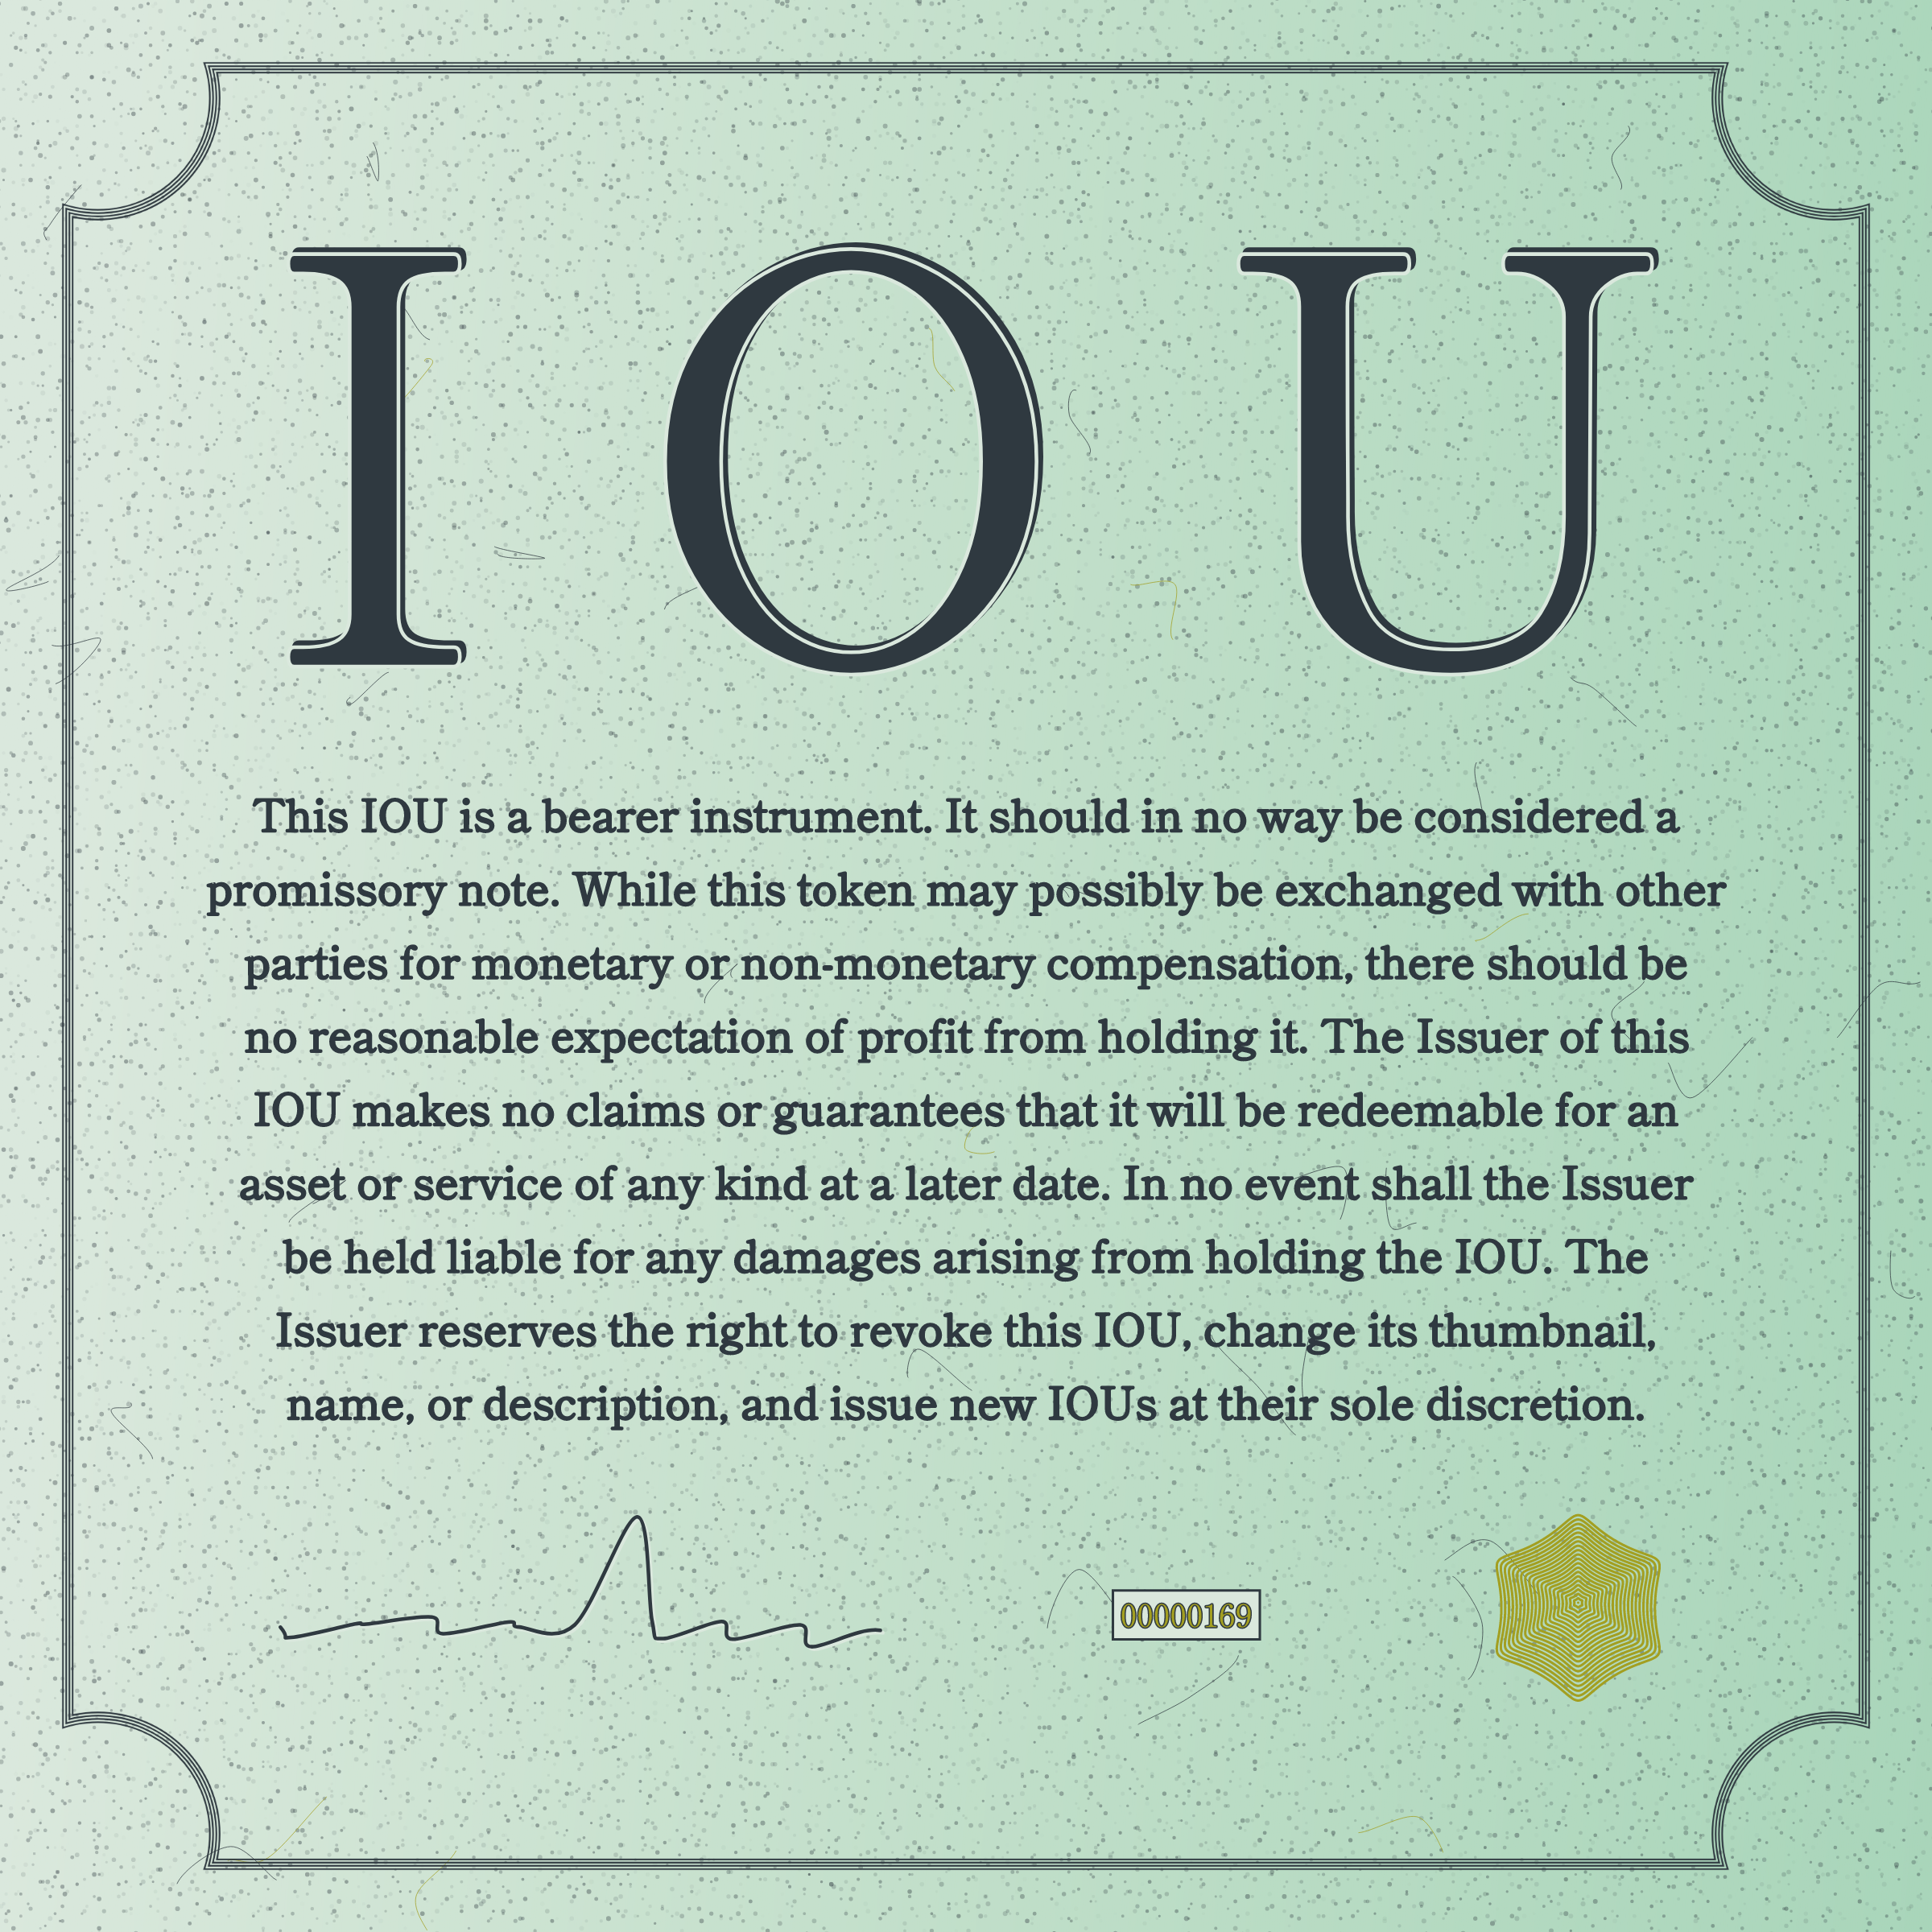 I O U
This IOU is a bearer instrument. It should in no way be considered a
promissory note. While this token may possibly be exchanged with other
parties for monetary or non-monetary compensation, there should be
no reasonable expectation of profit from holding it. The Issuer of this
IOU makes no claims or guarantees that it will be redeemable for an
asset or service of any kind at a later date. In no event shall the Issuer
be held liable for any damages arising from holding the IOU. The
Issuer reserves the right to revoke this IOU, change its thumbnail,
name, or description, and issue new IOUs at their sole discretion.
00000169